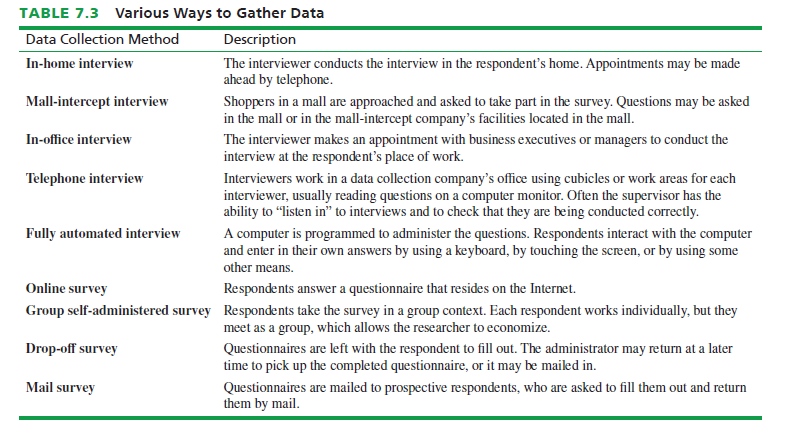 TABLE 7.3 Various Ways to Gather Data
Data Collection Method Description
In-home interview The interviewer conducts the interview in the respondent’s home. Appointments may be made
ahead by telephone.
Mall-intercept interview Shoppers in a mall are approached and asked to take part in the survey. Questions may be asked
in the mall or in the mall-intercept company’s facilities located in the mall.
In-office interview The interviewer makes an appointment with business executives or managers to conduct the
interview at the respondent’s place of work.
Telephone interview Interviewers work in a data collection company’s office using cubicles or work areas for each
interviewer, usually reading questions on a computer monitor. Often the supervisor has the
ability to “listen in” to interviews and to check that they are being conducted correctly.
Fully automated interview A computer is programmed to administer the questions. Respondents interact with the computer
and enter in their own answers by using a keyboard, by touching the screen, or by using some
other means.
Online survey Respondents answer a questionnaire that resides on the Internet.
Group self-administered survey Respondents take the survey in a group context. Each respondent works individually, but they
meet as a group, which allows the researcher to economize.
Drop-off survey Questionnaires are left with the respondent to fill out. The administrator may return at a later
time to pick up the completed questionnaire, or it may be mailed in.
Mail survey Questionnaires are mailed to prospective respondents, who are asked to fill them out and return
them by mail.